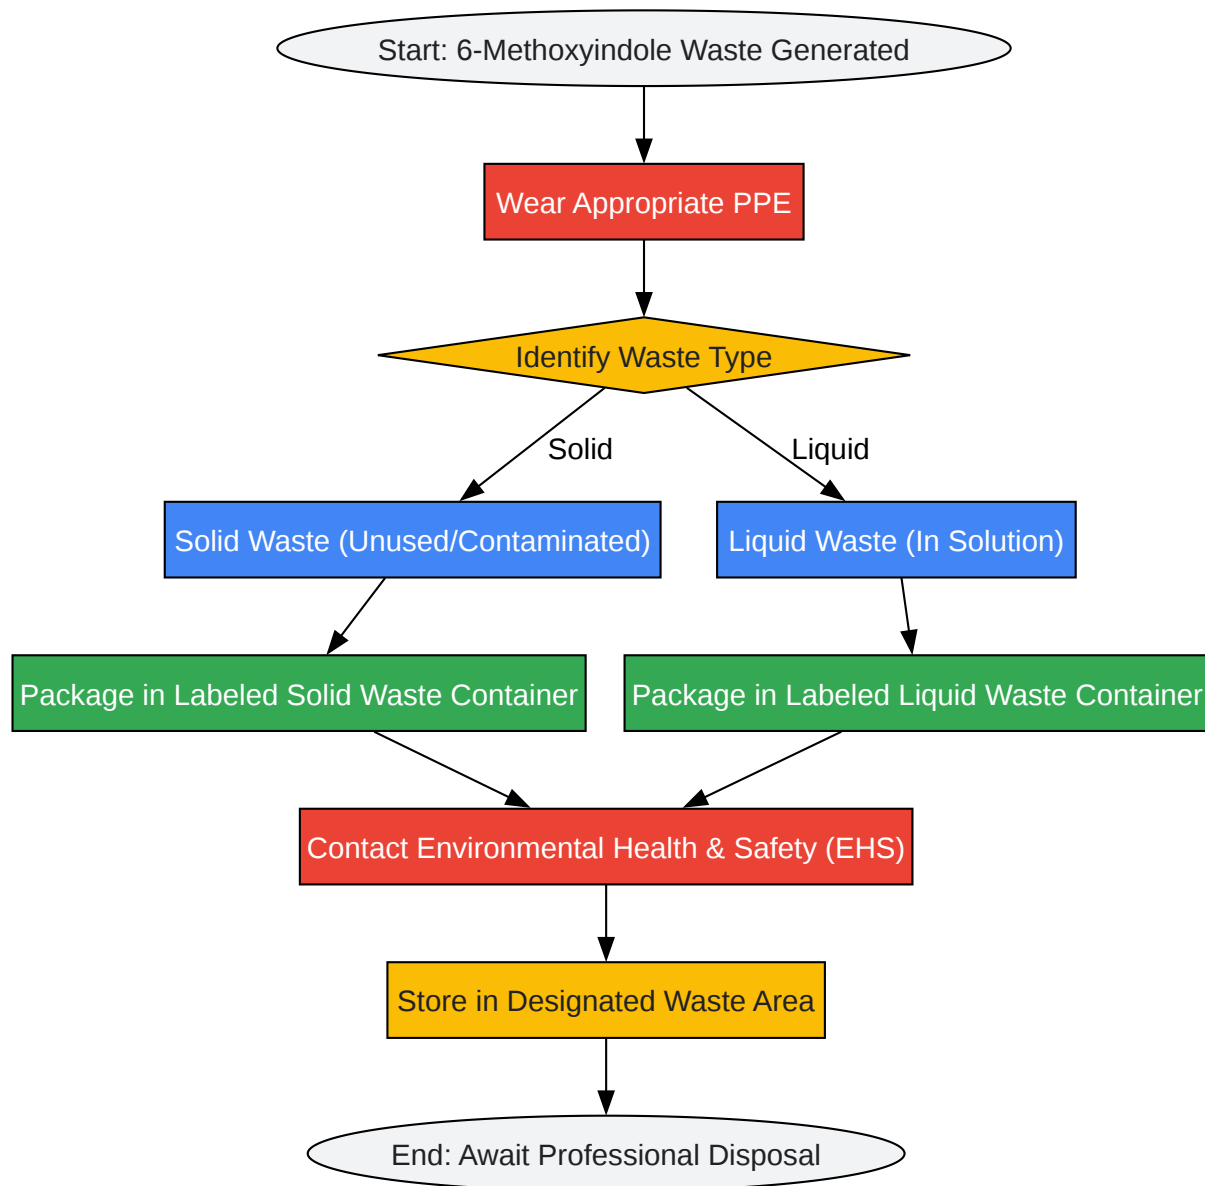 Start: 6-Methoxyindole Waste Generated
Wear Appropriate PPE
Identify Waste Type
Solid
Liquid
Solid Waste (Unused/Contaminated)
Liquid Waste (In Solution)
Package in Labeled Solid Waste Container
Package in Labeled Liquid Waste Container
Contact Environmental Health & Safety (EHS)
Store in Designated Waste Area
End: Await Professional Disposal